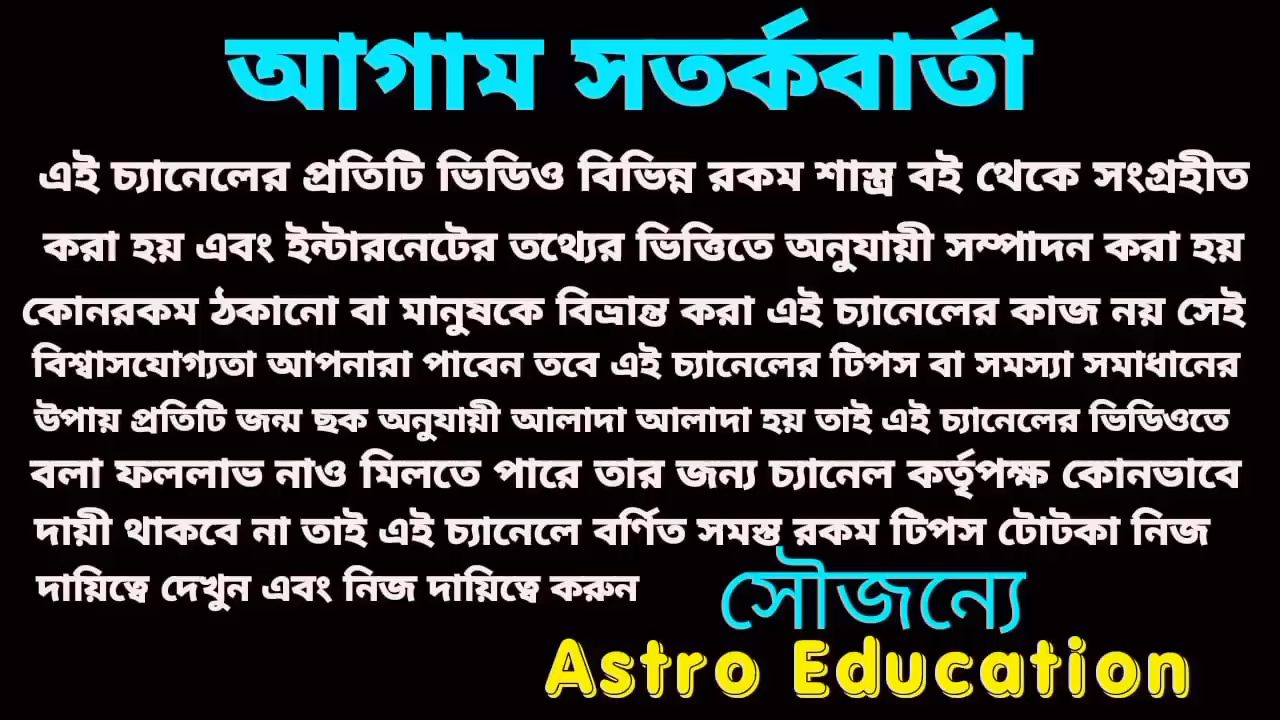 আগাম সতর্কবার্তা
এই চ্যানেলের প্রতিটি ভিডিও বিভিন্ন রকম শাস্ত্র বই থেকে সংগ্রহীত
করা হয় এবং ইন্টারনেটের তথ্যের ভিত্তিতে অনুযায়ী সম্পাদন করা হয়
কোনরকম ঠকানো বা মানুষকে বিভ্রান্ত করা এই চ্যানেলের কাজ নয় সেই
বিশ্বাসযোগ্যতা আপনারা পাবেন তবে এই চ্যানেলের টিপস বা সমস্যা সমাধানের
উপায় প্রতিটি জন্ম ছক অনুযায়ী আলাদা আলাদা হয় তাই এই চ্যানেলের ভিডিওতে
বলা ফললাভ নাও মিলতে পারে তার জন্য চ্যানেল কর্তৃপক্ষ কোনভাবে
দায়ী থাকবে না তাই এই চ্যানেলে বর্ণিত সমস্ত রকম টিপস টোটকা নিজ
দায়িত্বে দেখুন এবং নিজ দায়িত্বে করুন
সৌজন্যে
Astro Education